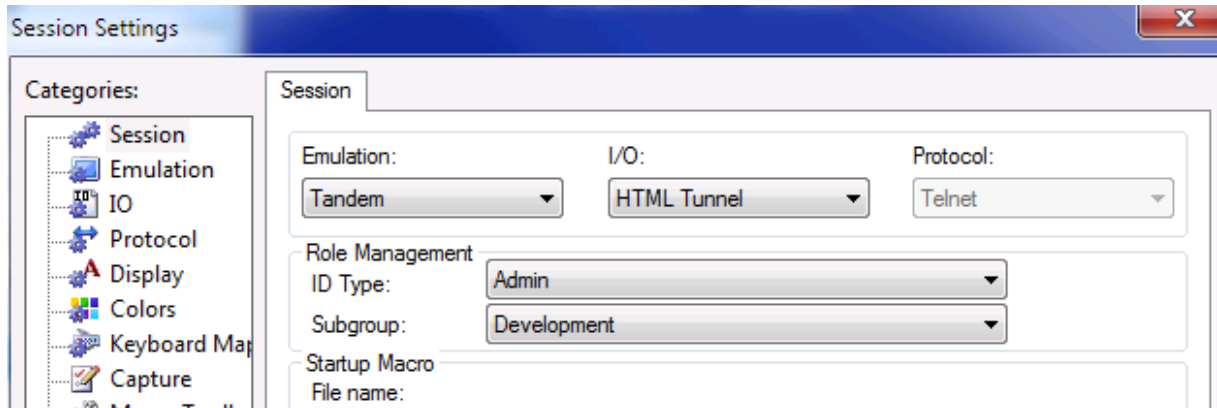 Session Settings
Categories:
Session
Emulation
IO
Protocol
Display
Colors
Keyboard Map
Capture
Session
Emulation: I/O: Protocol:
Tandem HTML Tunnel Telnet
Role Management
ID Type: Admin
Subgroup: Development
Startup Macro
File name: